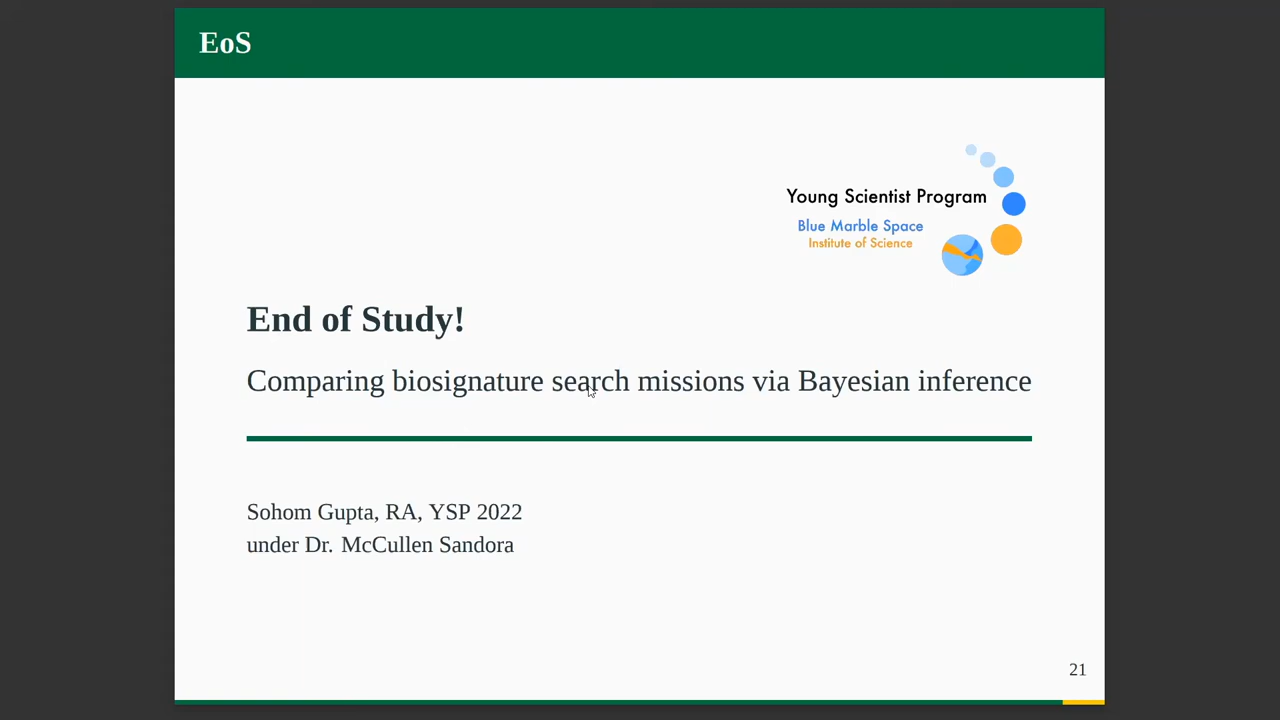 EoS
Young Scientist Program
Blue Marble Space
Institute of Science
End of Study!
Comparing biosignature search missions via Bayesian inference
Sohom Gupta, RA, YSP 2022
under Dr. McCullen Sandora
21